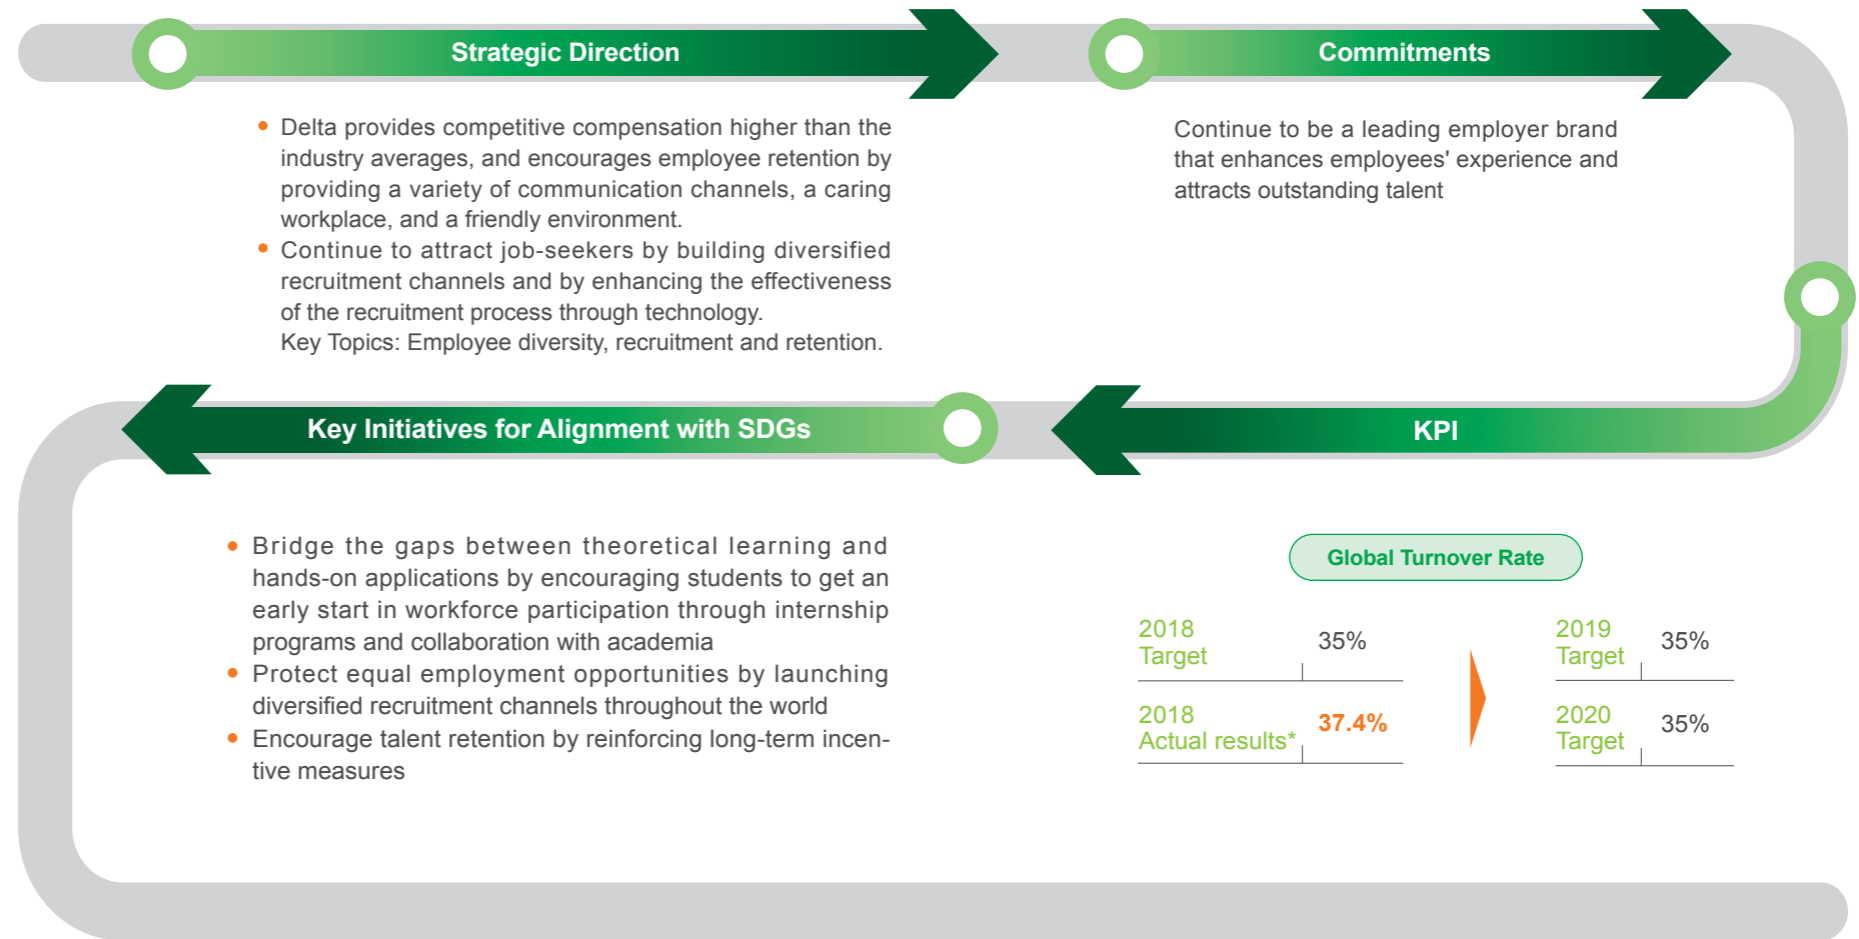 Strategic Direction
• Delta provides competitive compensation higher than the
industry averages, and encourages employee retention by
providing a variety of communication channels, a caring
workplace, and a friendly environment.
• Continue to attract job-seekers by building diversified
recruitment channels and by enhancing the effectiveness
of the recruitment process through technology.
Key Topics: Employee diversity, recruitment and retention.
Commitments
Continue to be a leading employer brand
that enhances employees' experience and
attracts outstanding talent
KPI
Global Turnover Rate
2018
Target
35%
2018
Actual results*
37.4%
2019
Target
35%
2020
Target
35%
Key Initiatives for Alignment with SDGs
• Bridge the gaps between theoretical learning and
hands-on applications by encouraging students to get an
early start in workforce participation through internship
programs and collaboration with academia
• Protect equal employment opportunities by launching
diversified recruitment channels throughout the world
• Encourage talent retention by reinforcing long-term incen-
tive measures